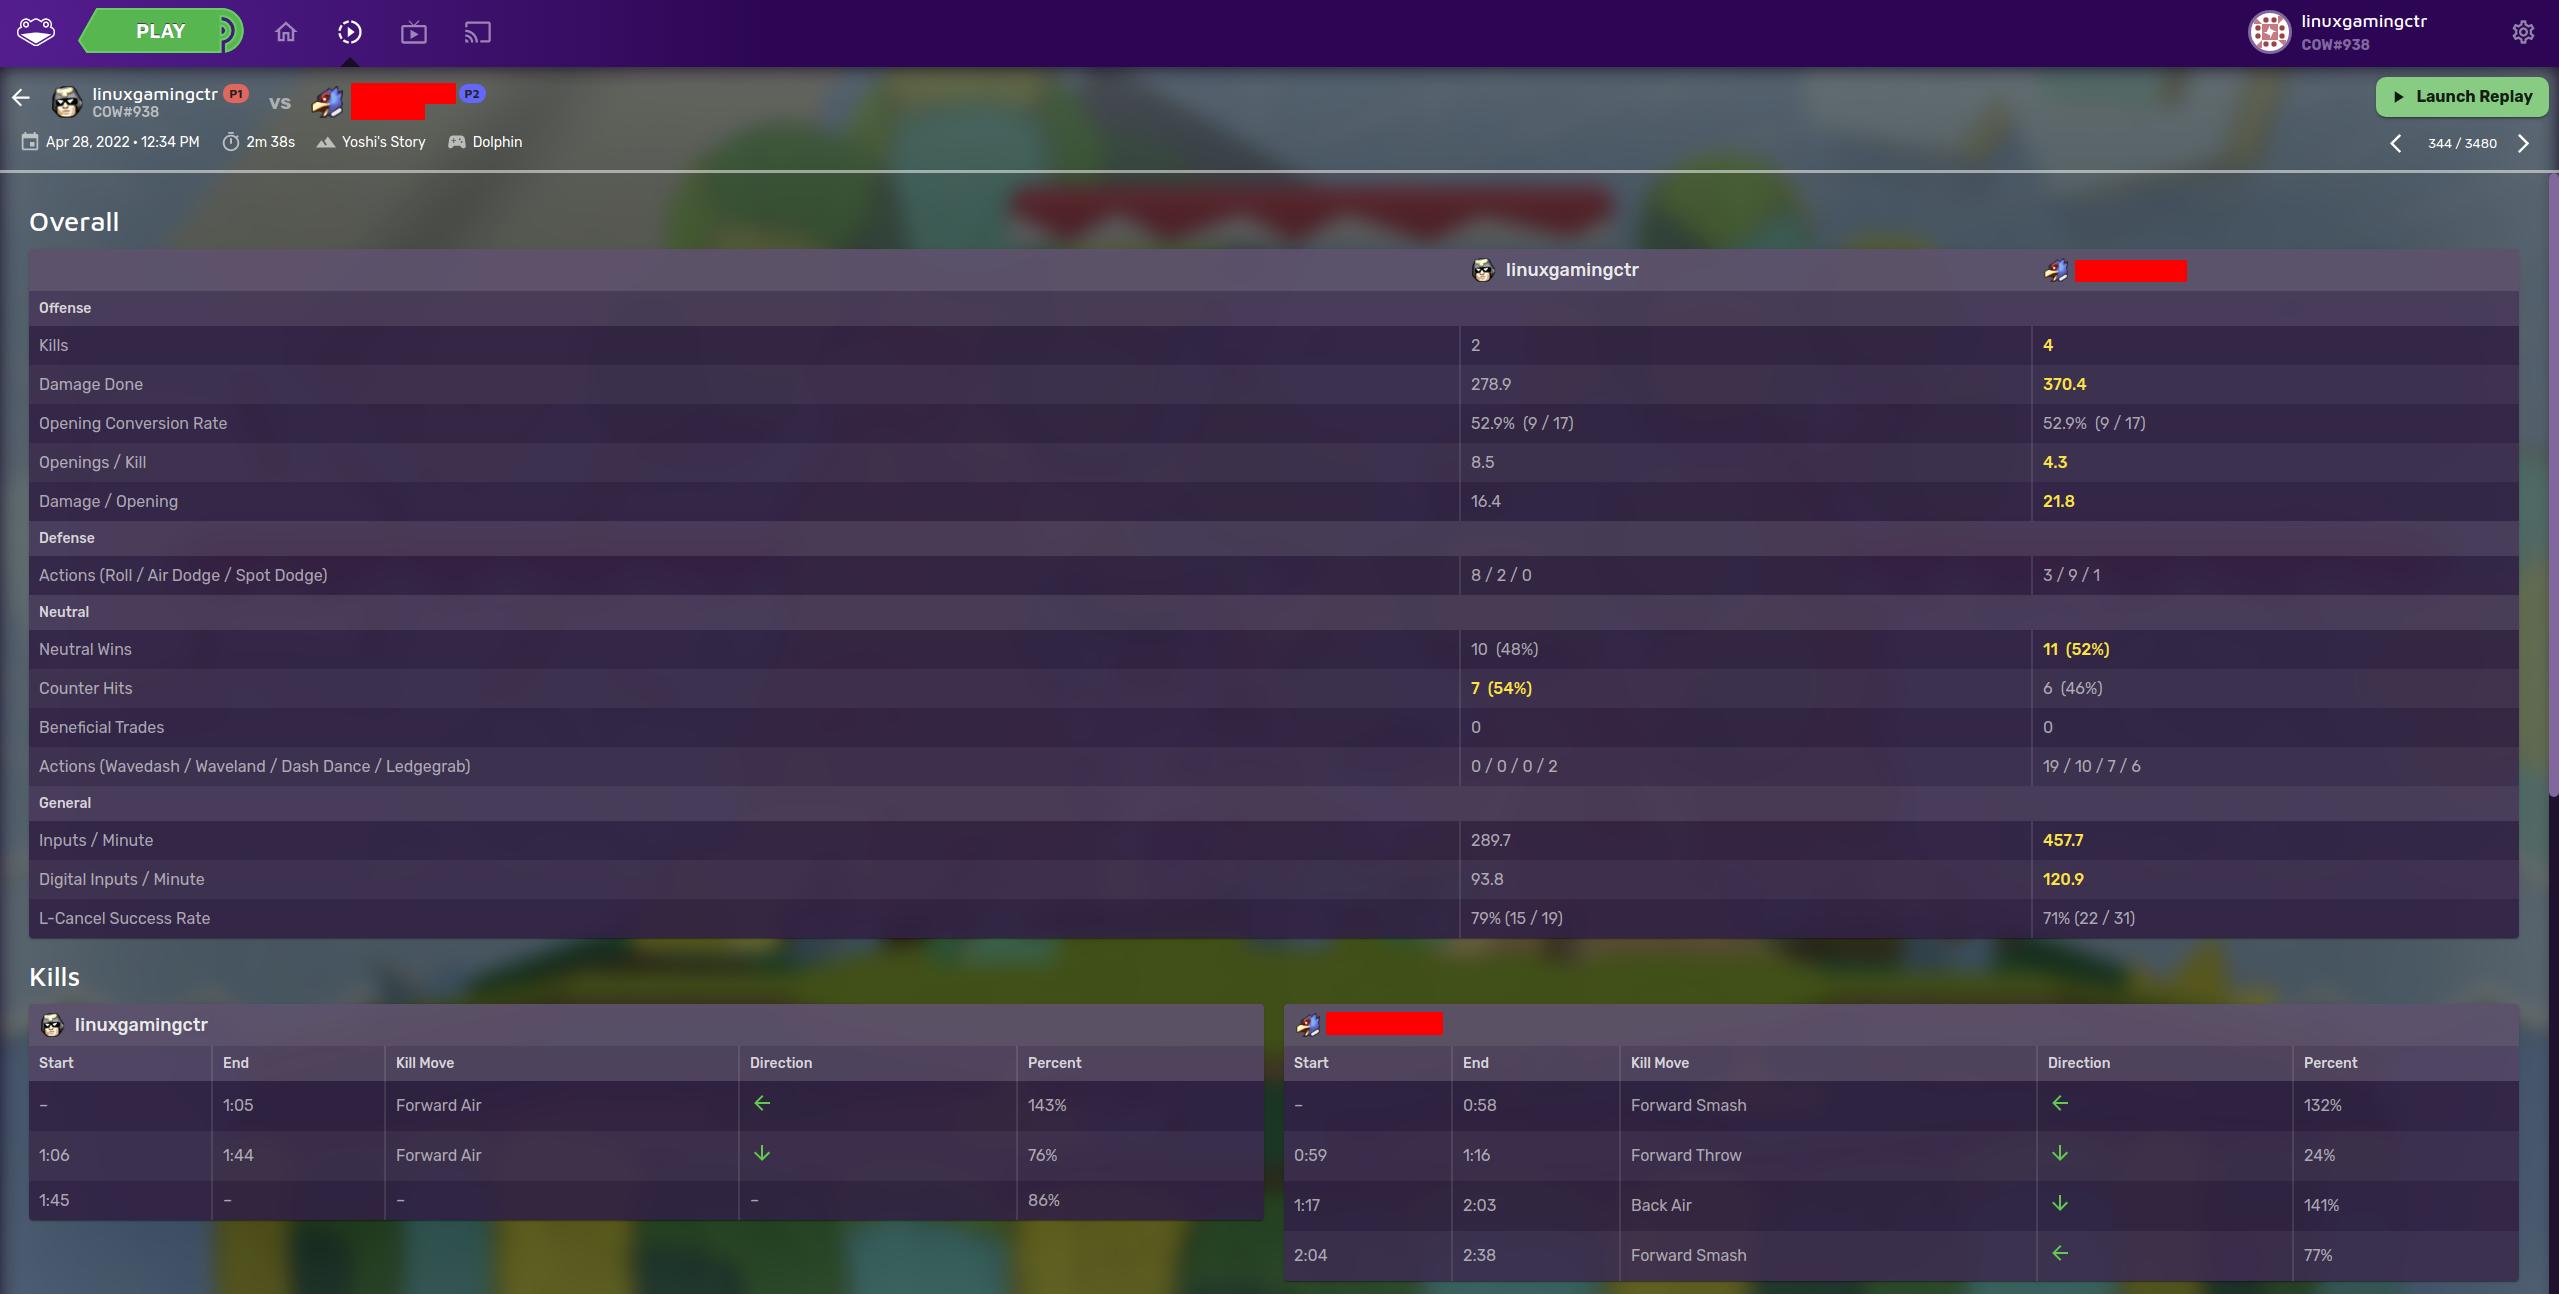 PLAY
linuxgamingctr
COW#938
linuxgamingctr P1 vs P2
COW#938
Launch Replay
Apr 28, 2022 • 12:34 PM 2m 38s Yoshi's Story Dolphin
344 / 3480
Overall
linuxgamingctr
Offense
Kills 2 4
Damage Done 278.9 370.4
Opening Conversion Rate 52.9% (9 / 17) 52.9% (9 / 17)
Openings / Kill 8.5 4.3
Damage / Opening 16.4 21.8
Defense
Actions (Roll / Air Dodge / Spot Dodge) 8 / 2 / 0 3 / 9 / 1
Neutral
Neutral Wins 10 (48%) 11 (52%)
Counter Hits 7 (54%) 6 (46%)
Beneficial Trades 0 0
Actions (Wavedash / Waveland / Dash Dance / Ledgegrab) 0 / 0 / 0 / 2 19 / 10 / 7 / 6
General
Inputs / Minute 289.7 457.7
Digital Inputs / Minute 93.8 120.9
L-Cancel Success Rate 79% (15 / 19) 71% (22 / 31)
Kills
linuxgamingctr
Start End Kill Move Direction Percent
– 1:05 Forward Air ← 143%
1:06 1:44 Forward Air ↓ 76%
1:45 – – – 86%
Start End Kill Move Direction Percent
– 0:58 Forward Smash ← 132%
0:59 1:16 Forward Throw ↓ 24%
1:17 2:03 Back Air ↓ 141%
2:04 2:38 Forward Smash ← 77%